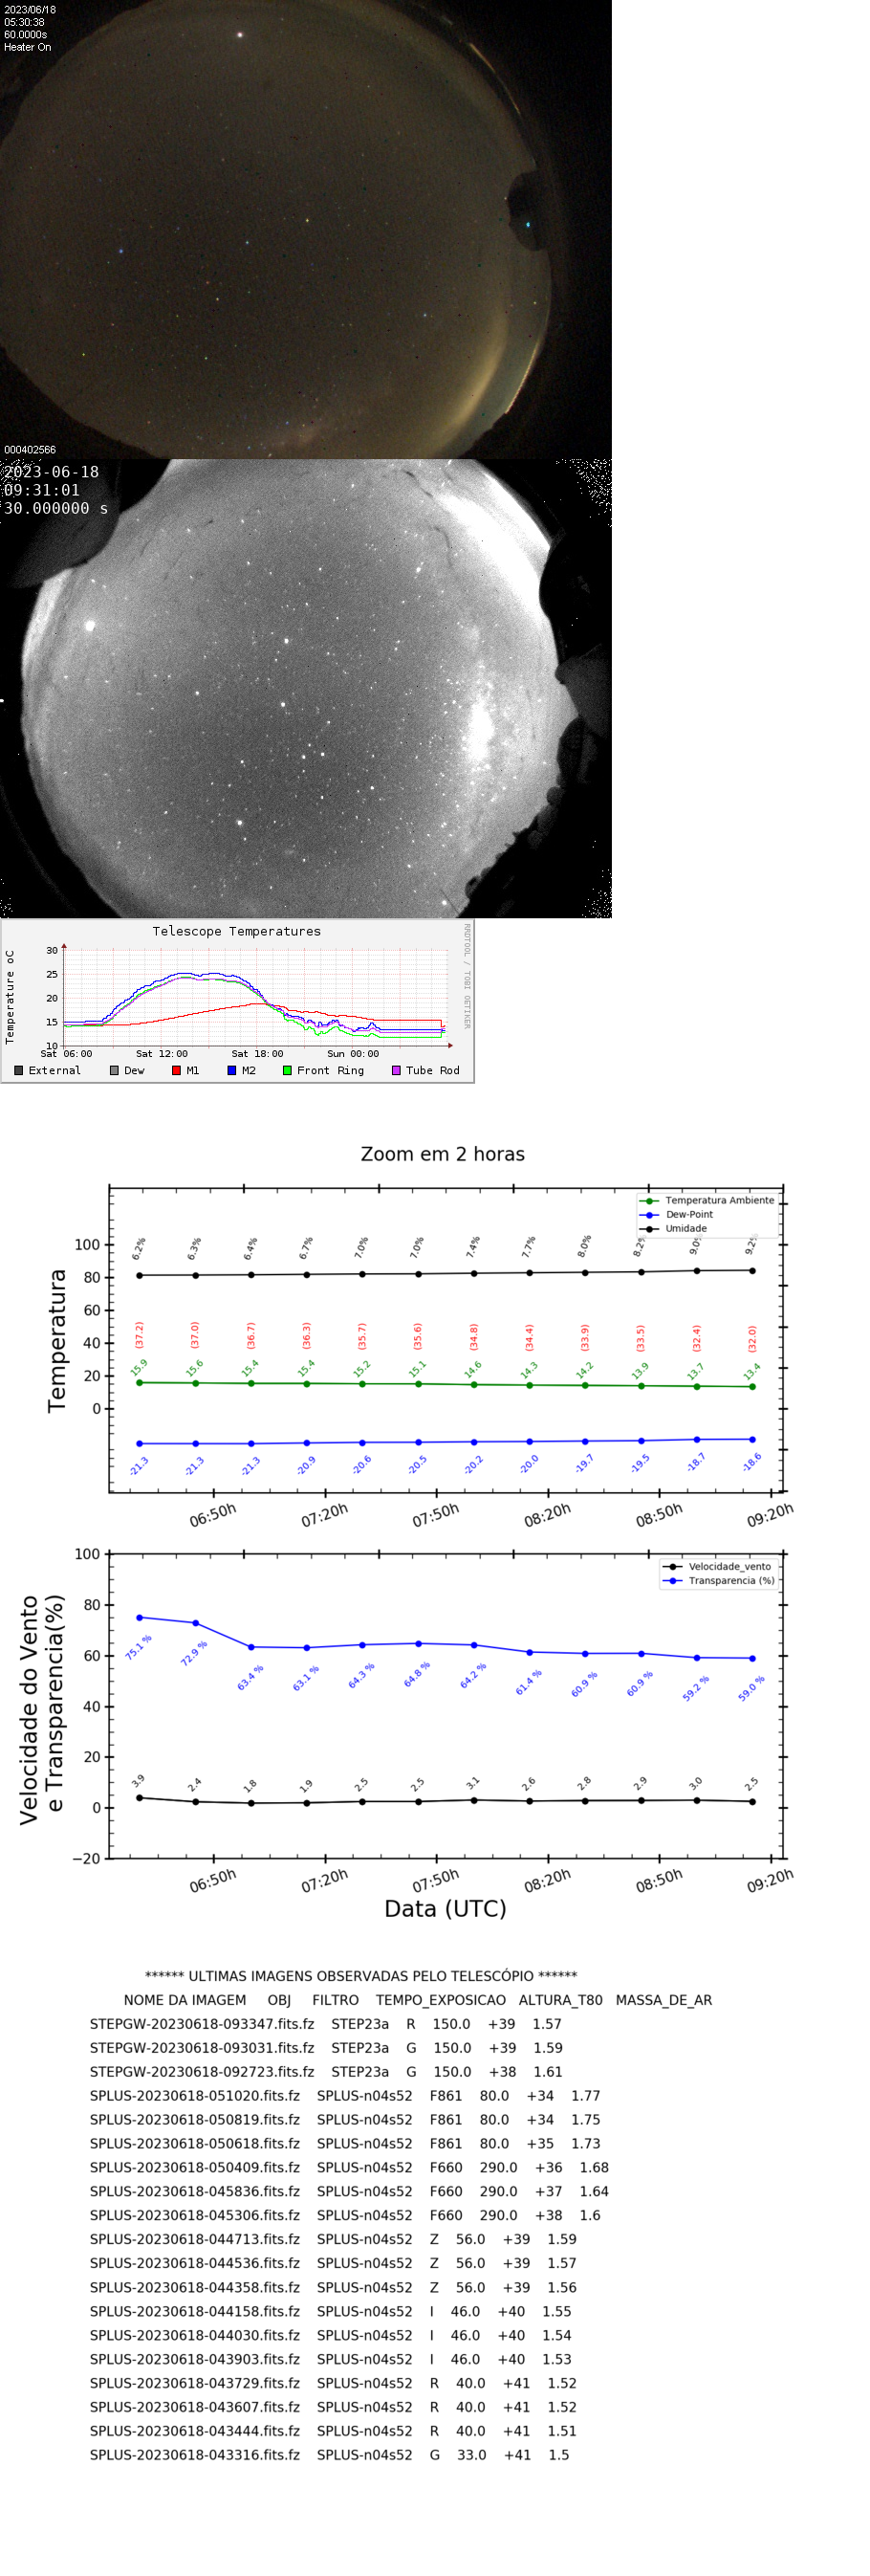 2023/06/18
05:30:38
60.0000s
Heater On
000402566
2023-06-18
09:31:01
30.000000 s
Telescope Temperatures
RRDTOOL / TOBI OETIKER
Temperature oC
30
25
20
15
10
Sat 06:00 Sat 12:00 Sat 18:00 Sun 00:00
External Dew M1 M2 Front Ring Tube Rod
Zoom em 2 horas
Temperatura Ambiente
Dew-Point
Umidade
Temperatura
100
80
60
40
20
0
6.2% 6.3% 6.4% 6.7% 7.0% 7.0% 7.4% 7.7% 8.0% 8.2% 9.0% 9.2%
(37.2) (37.0) (36.7) (36.3) (35.7) (35.6) (34.8) (34.4) (33.9) (33.5) (32.4) (32.0)
15.9 15.6 15.4 15.4 15.2 15.1 14.6 14.3 14.2 13.9 13.7 13.4
-21.3 -21.3 -21.3 -20.9 -20.6 -20.5 -20.2 -20.0 -19.7 -19.5 -18.7 -18.6
06:50h 07:20h 07:50h 08:20h 08:50h 09:20h
Velocidade_vento
Transparencia (%)
Velocidade do Vento
e Transparencia(%)
100
80
60
40
20
0
−20
75.1 % 72.9 % 63.4 % 63.1 % 64.3 % 64.8 % 64.2 % 61.4 % 60.9 % 60.9 % 59.2 % 59.0 %
3.9 2.4 1.8 1.9 2.5 2.5 3.1 2.6 2.8 2.9 3.0 2.5
06:50h 07:20h 07:50h 08:20h 08:50h 09:20h
Data (UTC)
****** ULTIMAS IMAGENS OBSERVADAS PELO TELESCÓPIO ******
NOME DA IMAGEM OBJ FILTRO TEMPO_EXPOSICAO ALTURA_T80 MASSA_DE_AR
STEPGW-20230618-093347.fits.fz STEP23a R 150.0 +39 1.57
STEPGW-20230618-093031.fits.fz STEP23a G 150.0 +39 1.59
STEPGW-20230618-092723.fits.fz STEP23a G 150.0 +38 1.61
SPLUS-20230618-051020.fits.fz SPLUS-n04s52 F861 80.0 +34 1.77
SPLUS-20230618-050819.fits.fz SPLUS-n04s52 F861 80.0 +34 1.75
SPLUS-20230618-050618.fits.fz SPLUS-n04s52 F861 80.0 +35 1.73
SPLUS-20230618-050409.fits.fz SPLUS-n04s52 F660 290.0 +36 1.68
SPLUS-20230618-045836.fits.fz SPLUS-n04s52 F660 290.0 +37 1.64
SPLUS-20230618-045306.fits.fz SPLUS-n04s52 F660 290.0 +38 1.6
SPLUS-20230618-044713.fits.fz SPLUS-n04s52 Z 56.0 +39 1.59
SPLUS-20230618-044536.fits.fz SPLUS-n04s52 Z 56.0 +39 1.57
SPLUS-20230618-044358.fits.fz SPLUS-n04s52 Z 56.0 +39 1.56
SPLUS-20230618-044158.fits.fz SPLUS-n04s52 I 46.0 +40 1.55
SPLUS-20230618-044030.fits.fz SPLUS-n04s52 I 46.0 +40 1.54
SPLUS-20230618-043903.fits.fz SPLUS-n04s52 I 46.0 +40 1.53
SPLUS-20230618-043729.fits.fz SPLUS-n04s52 R 40.0 +41 1.52
SPLUS-20230618-043607.fits.fz SPLUS-n04s52 R 40.0 +41 1.52
SPLUS-20230618-043444.fits.fz SPLUS-n04s52 R 40.0 +41 1.51
SPLUS-20230618-043316.fits.fz SPLUS-n04s52 G 33.0 +41 1.5